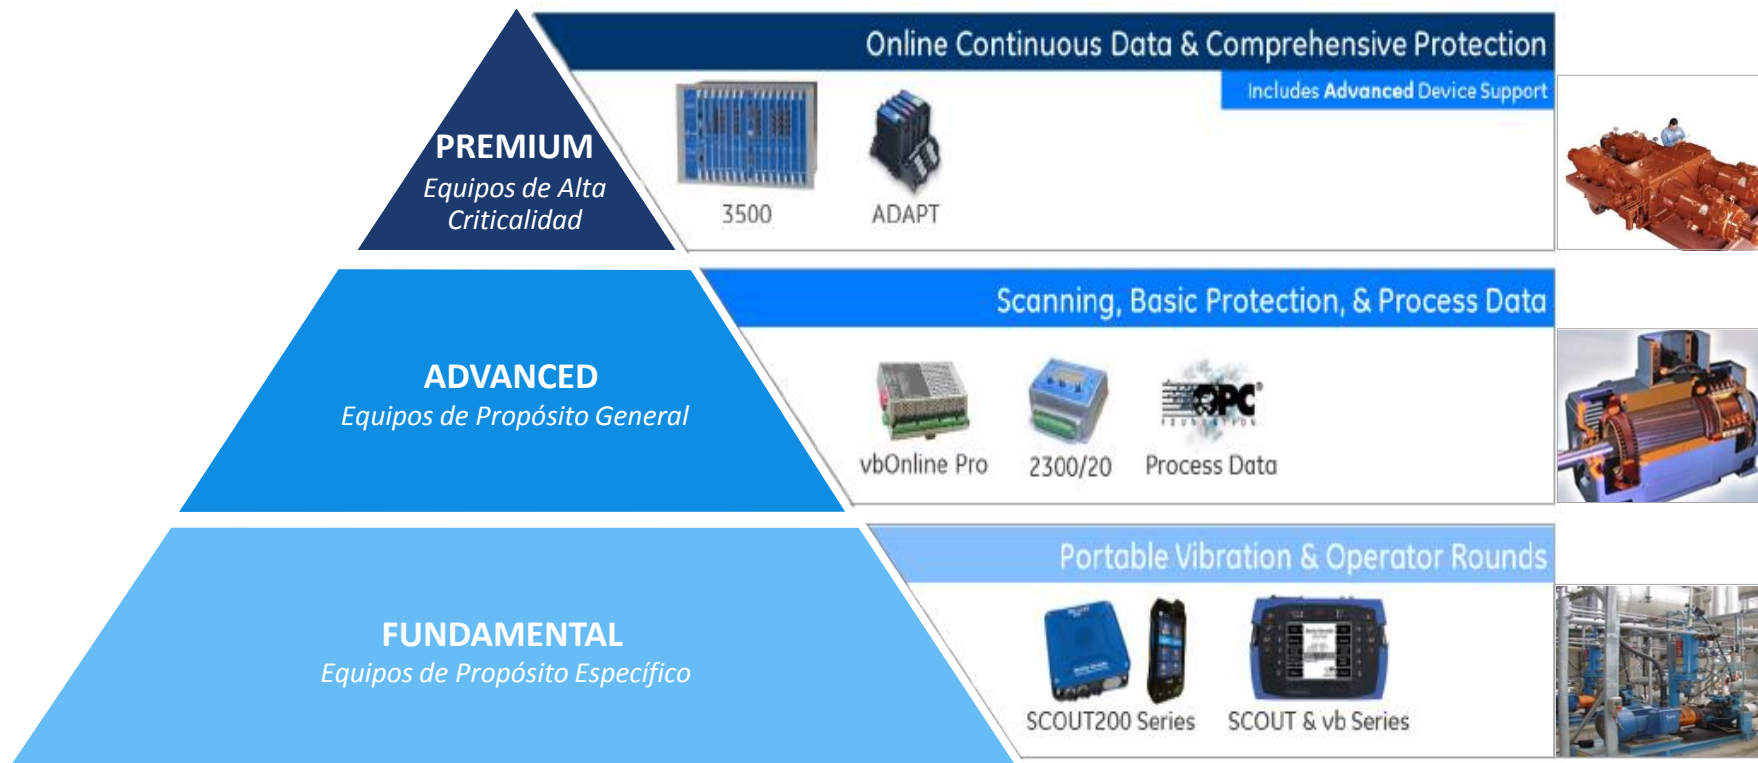 Online Continuous Data & Comprehensive Protection
Includes Advanced Device Support
PREMIUM
Equipos de Alta
Criticalidad
3500
ADAPT
Scanning, Basic Protection, & Process Data
ADVANCED
Equipos de Propósito General
OPC
FOUNDATION
vbOnline Pro
2300/20
Process Data
Portable Vibration & Operator Rounds
FUNDAMENTAL
Equipos de Propósito Específico
SCOUT200 Series
SCOUT & vb Series